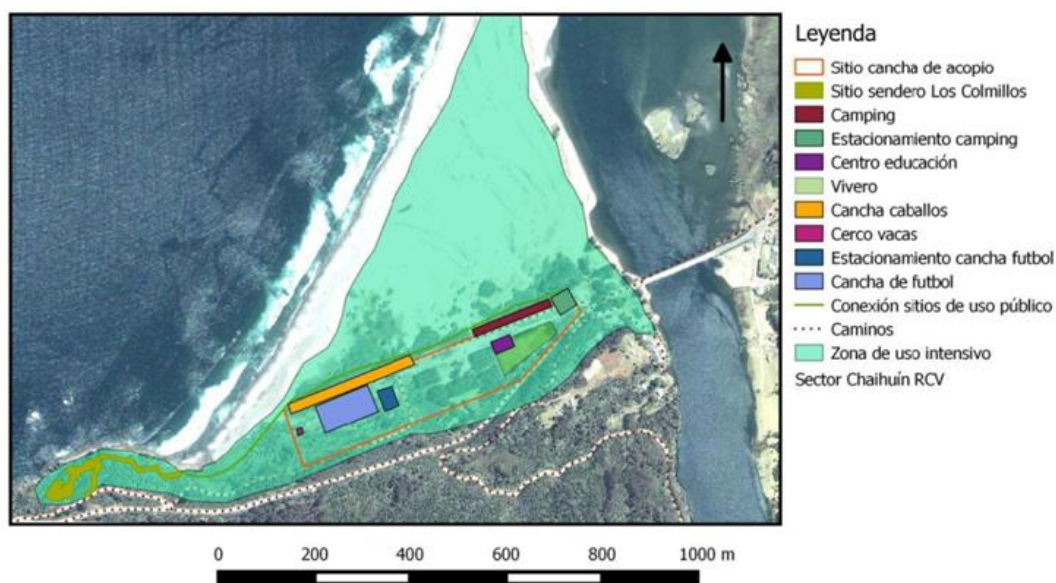 Leyenda
Sitio cancha de acopio
Sitio sendero Los Colmillos
Camping
Estacionamiento camping
Centro educación
Vivero
Cancha caballos
Cerco vacas
Estacionamiento cancha futbol
Cancha de futbol
Conexión sitios de uso público
Caminos
Zona de uso intensivo
Sector Chaihuín RCV
0 200 400 600 800 1000 m